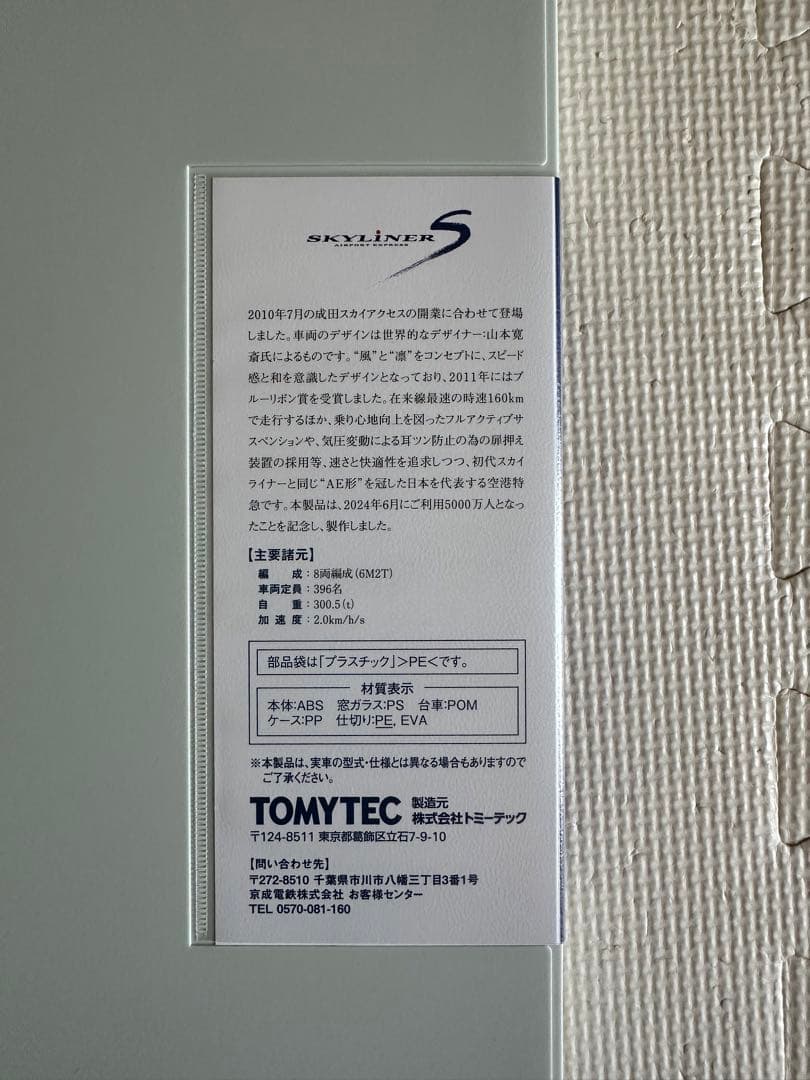 SKYLiNER S
AIRPORT EXPRESS
2010年7月の成田スカイアクセスの開業に合わせて登場
しました。車両のデザインは世界的なデザイナー:山本寛
斎氏によるものです。“風”と“凛”をコンセプトに、スピード
感と和を意識したデザインとなっており、2011年にはブ
ルーリボン賞を受賞しました。在来線最速の時速160km
で走行するほか、乗り心地向上を図ったフルアクティブサ
スペンションや、気圧変動による耳ツン防止の為の扉押え
装置の採用等、速さと快適性を追求しつつ、初代スカイ
ライナーと同じ“AE形”を冠した日本を代表する空港特
急です。本製品は、2024年6月にご利用5000万人となっ
たことを記念し、製作しました。
【主要諸元】
編成:8両編成(6M2T)
車両定員:396名
自重:300.5(t)
加速度:2.0km/h/s
部品袋は「プラスチック」>PE<です。
材質表示
本体:ABS 窓ガラス:PS 台車:POM
ケース:PP 仕切り:PE, EVA
※本製品は、実車の型式・仕様とは異なる場合もありますので
ご了承ください。
TOMYTEC 製造元
株式会社トミーテック
〒124-8511 東京都葛飾区立石7-9-10
【問い合わせ先】
〒272-8510 千葉県市川市八幡三丁目3番1号
京成電鉄株式会社 お客様センター
TEL 0570-081-160